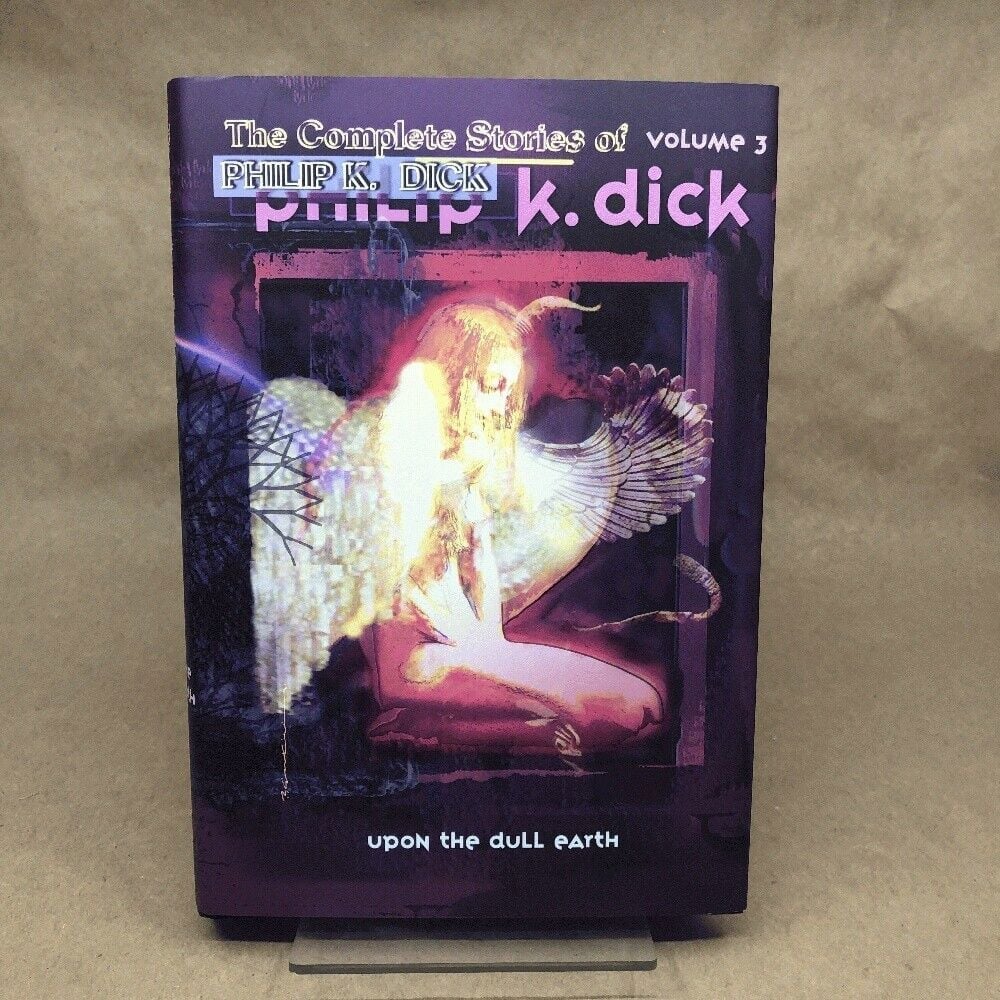 The Complete Stories of
VOLUME 3
PHILIP K. DICK
philip k. dick
upon the dull earth